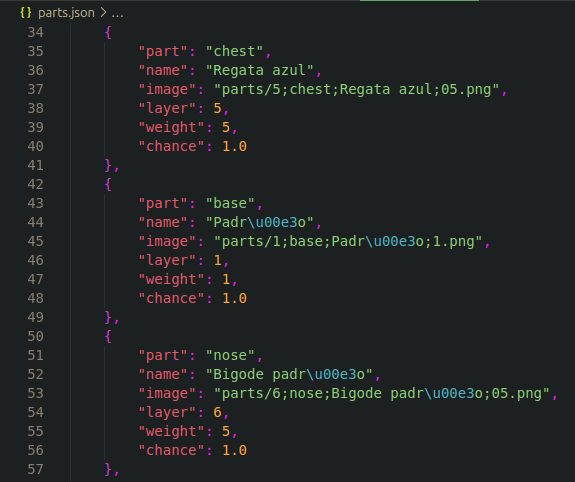 {} parts.json > ...
34 {
35 "part": "chest",
36 "name": "Regata azul",
37 "image": "parts/5;chest;Regata azul;05.png",
38 "layer": 5,
39 "weight": 5,
40 "chance": 1.0
41 },
42 {
43 "part": "base",
44 "name": "Padr\u00e3o",
45 "image": "parts/1;base;Padr\u00e3o;1.png",
46 "layer": 1,
47 "weight": 1,
48 "chance": 1.0
49 },
50 {
51 "part": "nose",
52 "name": "Bigode padr\u00e3o",
53 "image": "parts/6;nose;Bigode padr\u00e3o;05.png",
54 "layer": 6,
55 "weight": 5,
56 "chance": 1.0
57 },